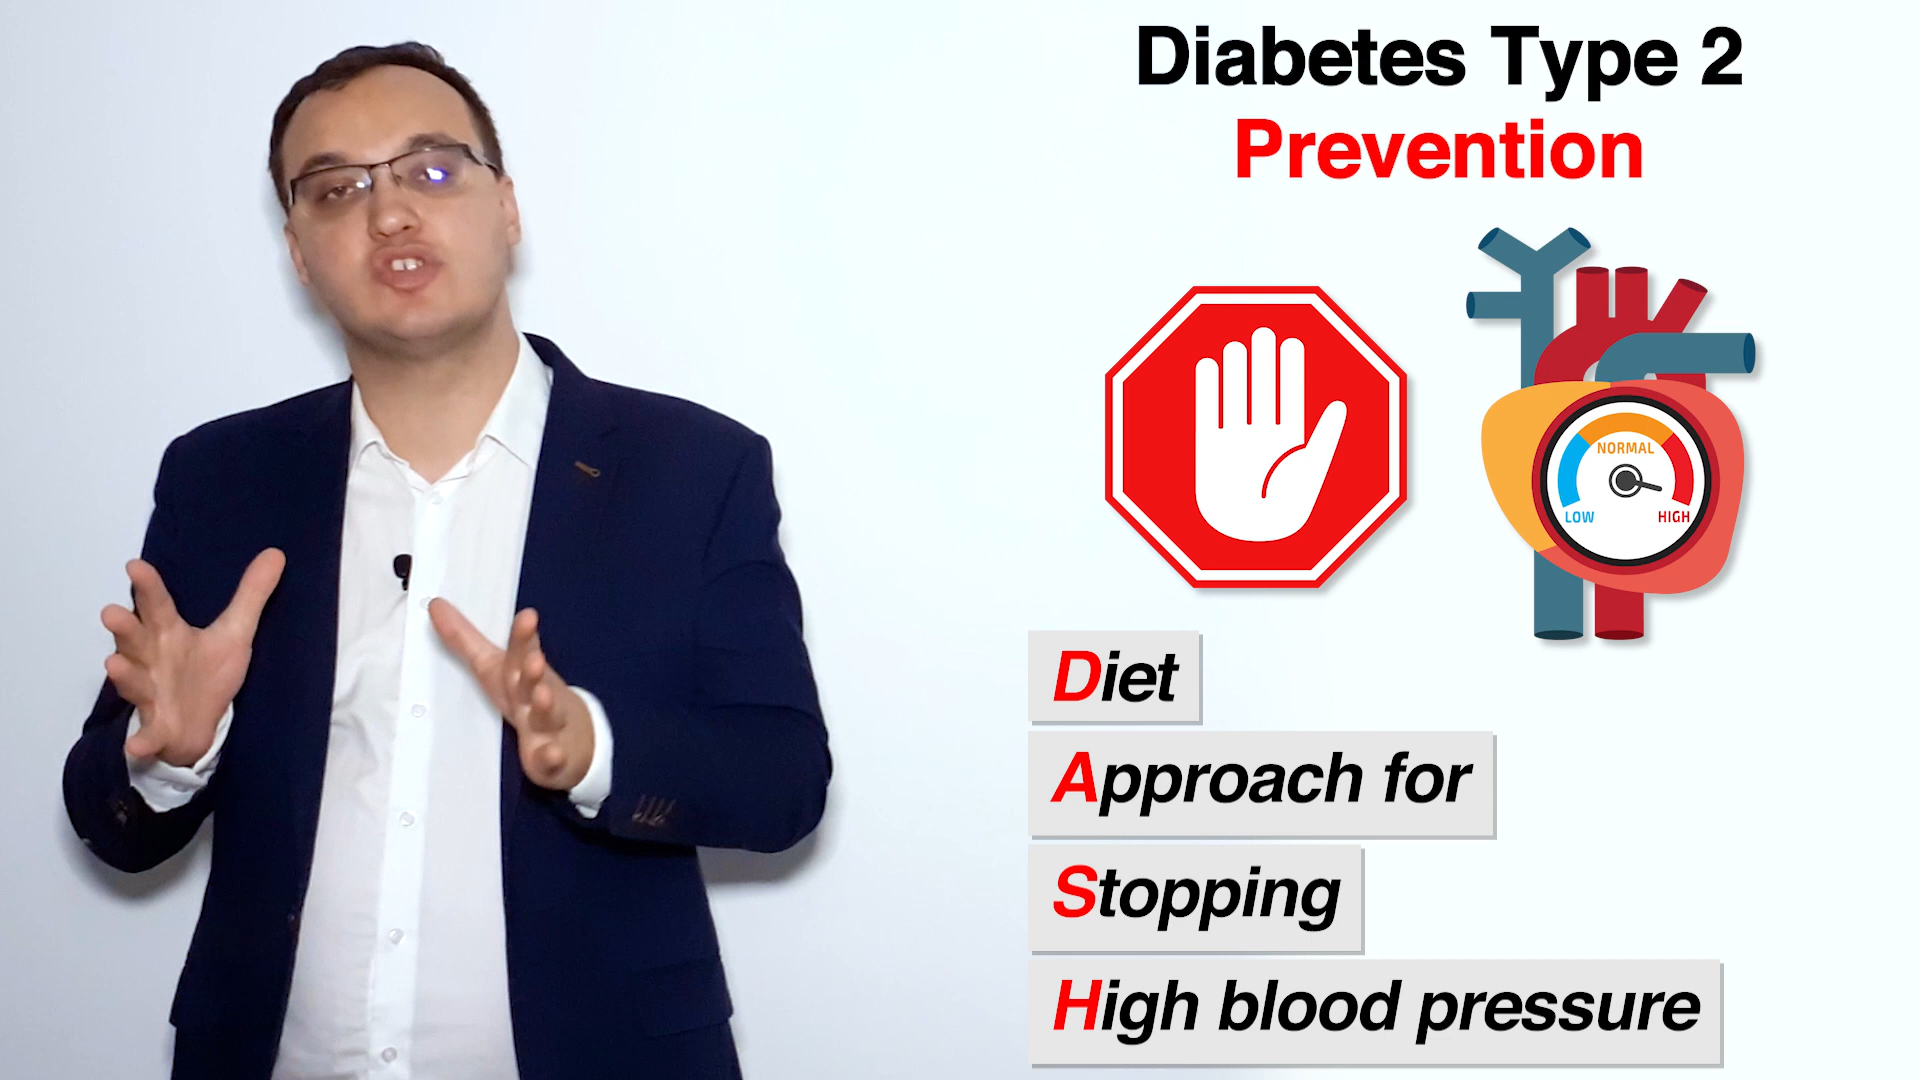 Diabetes Type 2
Prevention
NORMAL
LOW
HIGH
Diet
Approach for
Stopping
High blood pressure